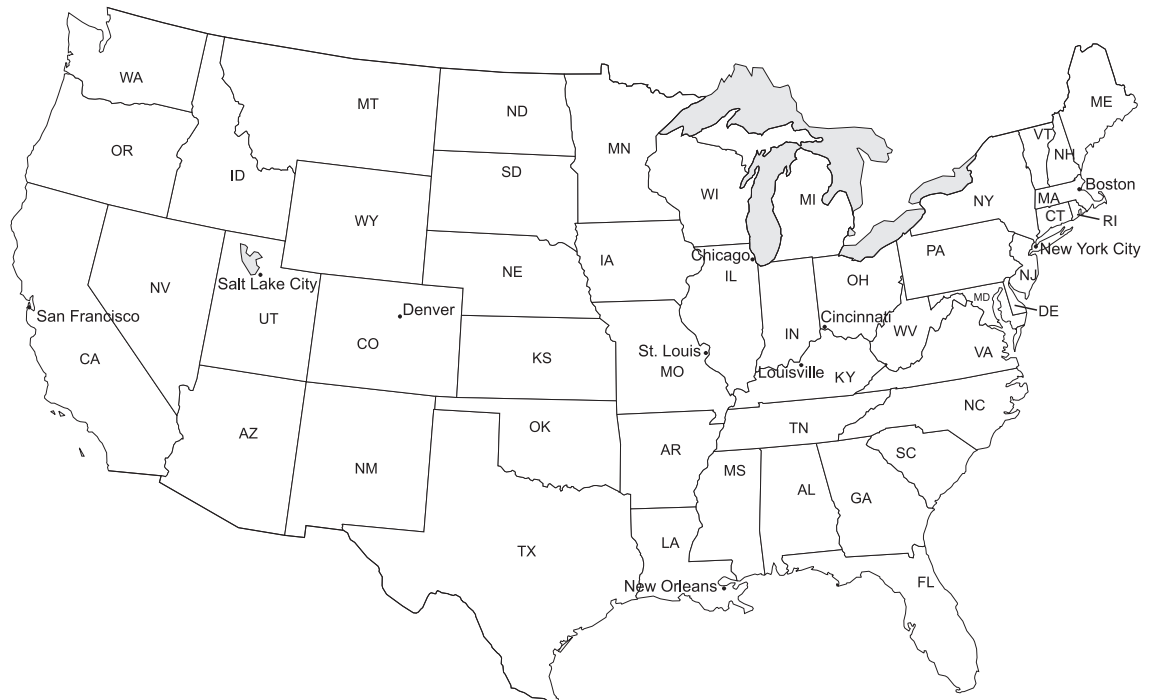 WA
MT
ND
ME
OR
MN
VT
NH
ID
SD
WI
MI
NY
MA
Boston
WY
CT
RI
New York City
PA
Chicago
IL
IA
NE
OH
NJ
Salt Lake City
NV
UT
MD
DE
San Francisco
Denver
Cincinnati
IN
WV
CA
CO
KS
St. Louis
MO
Louisville
KY
VA
NC
AZ
OK
TN
AR
SC
NM
MS
AL
GA
TX
LA
New Orleans
FL